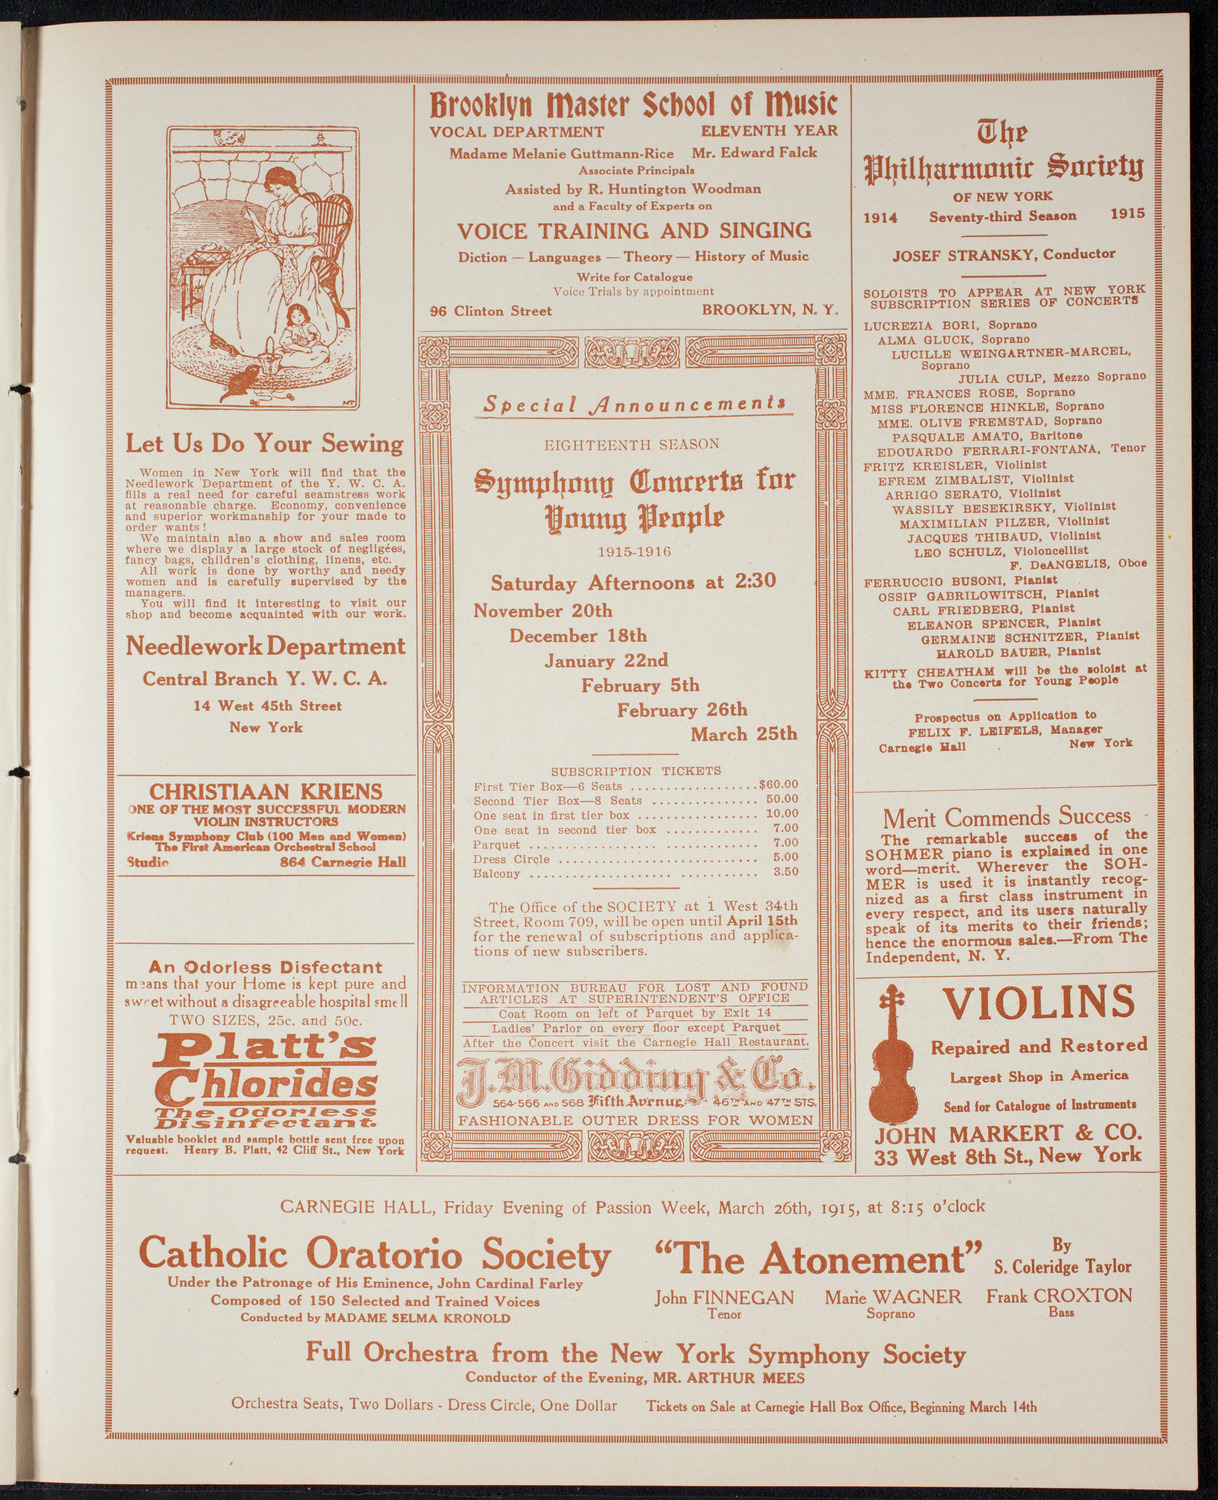 Let Us Do Your Sewing
Women in New York will find that the
Needlework Department of the Y. W. C. A.
fills a real need for careful seamstress work
at reasonable charge. Economy, convenience
and superior workmanship for your made to
order wants!
We maintain also a show and sales room
where we display a large stock of negligées,
fancy bags, children's clothing, linens, etc.
All work is done by worthy and needy
women and is carefully supervised by the
managers.
You will find it interesting to visit our
shop and become acquainted with our work.
Needlework Department
Central Branch Y. W. C. A.
14 West 45th Street
New York
CHRISTIAAN KRIENS
ONE OF THE MOST SUCCESSFUL MODERN
VIOLIN INSTRUCTORS
Kriens Symphony Club (100 Men and Women)
The First American Orchestral School
Studio 864 Carnegie Hall
An Odorless Disfectant
means that your Home is kept pure and
sweet without a disagreeable hospital smell
TWO SIZES, 25c. and 50c.
Platt's
Chlorides
The Odorless
Disinfectant.
Valuable booklet and sample bottle sent free upon
request. Henry B. Platt, 42 Cliff St., New York
Brooklyn Master School of Music
VOCAL DEPARTMENT ELEVENTH YEAR
Madame Melanie Guttmann-Rice Mr. Edward Falck
Associate Principals
Assisted by R. Huntington Woodman
and a Faculty of Experts on
VOICE TRAINING AND SINGING
Diction — Languages — Theory — History of Music
Write for Catalogue
Voice Trials by appointment
96 Clinton Street BROOKLYN, N. Y.
Special Announcements
EIGHTEENTH SEASON
Symphony Concerts for
Young People
1915-1916
Saturday Afternoons at 2:30
November 20th
December 18th
January 22nd
February 5th
February 26th
March 25th
SUBSCRIPTION TICKETS
First Tier Box—6 Seats .................$60.00
Second Tier Box—8 Seats .............. 50.00
One seat in first tier box ................ 10.00
One seat in second tier box ............ 7.00
Parquet .............................. 7.00
Dress Circle .......................... 5.00
Balcony .............................. 3.50
The Office of the SOCIETY at 1 West 34th
Street, Room 709, will be open until April 15th
for the renewal of subscriptions and applica-
tions of new subscribers.
INFORMATION BUREAU FOR LOST AND FOUND
ARTICLES AT SUPERINTENDENT'S OFFICE
Coat Room on left of Parquet by Exit 14
Ladies' Parlor on every floor except Parquet
After the Concert visit the Carnegie Hall Restaurant.
J.M. Gidding & Co.
564-566 AND 568 Fifth Avenue, 46TH AND 47TH STS.
FASHIONABLE OUTER DRESS FOR WOMEN
The
Philharmonic Society
OF NEW YORK
1914 Seventy-third Season 1915
JOSEF STRANSKY, Conductor
SOLOISTS TO APPEAR AT NEW YORK
SUBSCRIPTION SERIES OF CONCERTS
LUCREZIA BORI, Soprano
ALMA GLUCK, Soprano
LUCILLE WEINGARTNER-MARCEL,
Soprano
JULIA CULP, Mezzo Soprano
MME. FRANCES ROSE, Soprano
MISS FLORENCE HINKLE, Soprano
MME. OLIVE FREMSTAD, Soprano
PASQUALE AMATO, Baritone
EDOUARDO FERRARI-FONTANA, Tenor
FRITZ KREISLER, Violinist
EFREM ZIMBALIST, Violinist
ARRIGO SERATO, Violinist
WASSILY BESEKIRSKY, Violinist
MAXIMILIAN PILZER, Violinist
JACQUES THIBAUD, Violinist
LEO SCHULZ, Violoncellist
F. DeANGELIS, Oboe
FERRUCCIO BUSONI, Pianist
OSSIP GABRILOWITSCH, Pianist
CARL FRIEDBERG, Pianist
ELEANOR SPENCER, Pianist
GERMAINE SCHNITZER, Pianist
HAROLD BAUER, Pianist
KITTY CHEATHAM will be the soloist at
the Two Concerts for Young People
Prospectus on Application to
FELIX F. LEIFELS, Manager
Carnegie Hall New York
Merit Commends Success
The remarkable success of the
SOHMER piano is explained in one
word—merit. Wherever the SOH-
MER is used it is instantly recog-
nized as a first class instrument in
every respect, and its users naturally
speak of its merits to their friends;
hence the enormous sales.—From The
Independent, N. Y.
VIOLINS
Repaired and Restored
Largest Shop in America
Send for Catalogue of Instruments
JOHN MARKERT & CO.
33 West 8th St., New York
CARNEGIE HALL, Friday Evening of Passion Week, March 26th, 1915, at 8:15 o'clock
Catholic Oratorio Society
Under the Patronage of His Eminence, John Cardinal Farley
Composed of 150 Selected and Trained Voices
Conducted by MADAME SELMA KRONOLD
"The Atonement" By
S. Coleridge Taylor
John FINNEGAN Marie WAGNER Frank CROXTON
Tenor Soprano Bass
Full Orchestra from the New York Symphony Society
Conductor of the Evening, MR. ARTHUR MEES
Orchestra Seats, Two Dollars - Dress Circle, One Dollar Tickets on Sale at Carnegie Hall Box Office, Beginning March 14th